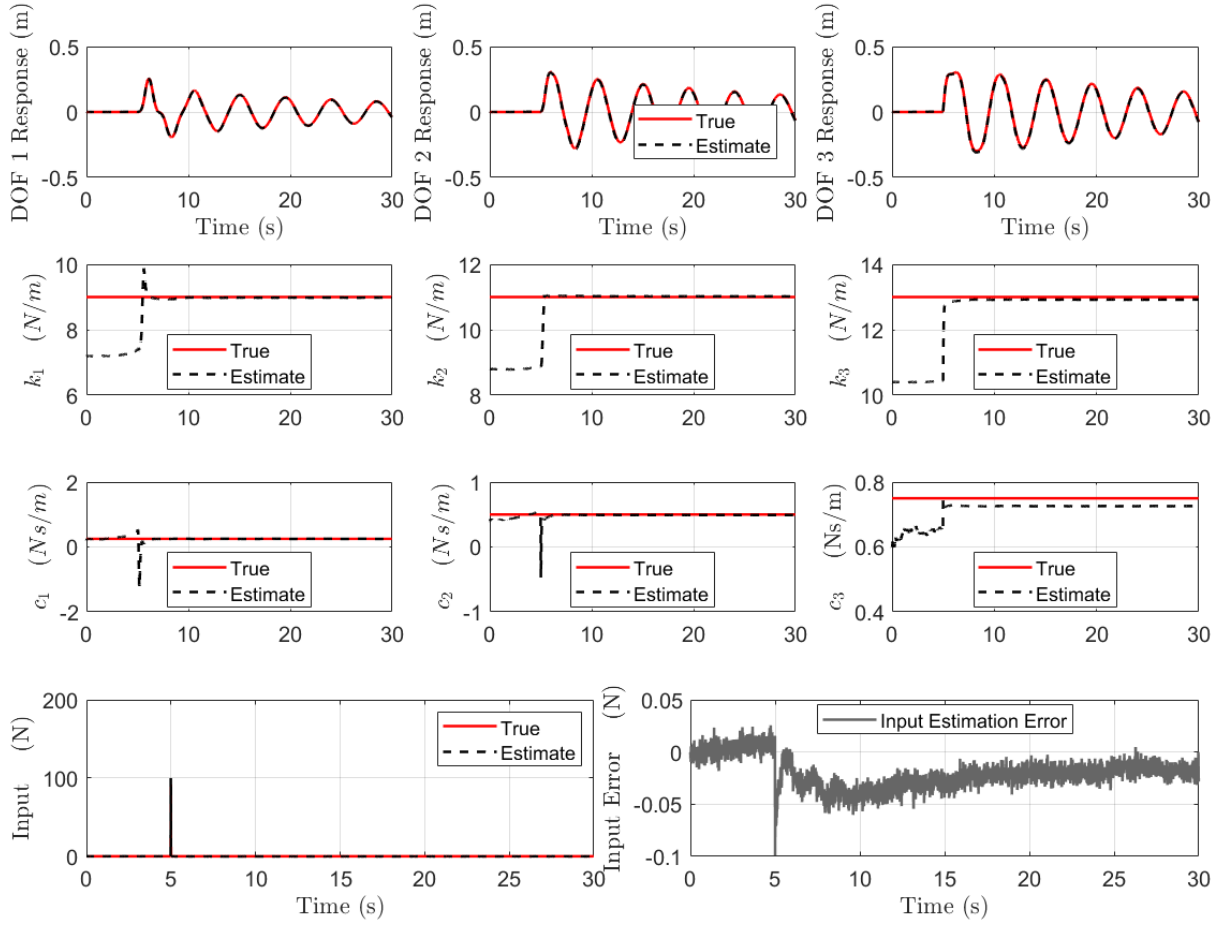 DOF 1 Response (m)
0.5
0
-0.5
0 10 20 30
Time (s)
DOF 2 Response (m)
0.5
0
-0.5
True
Estimate
0 10 20 30
Time (s)
DOF 3 Response (m)
0.5
0
-0.5
0 10 20 30
Time (s)
k₁ (N/m)
10
8
6
True
Estimate
0 10 20 30
k₂ (N/m)
12
10
8
True
Estimate
0 10 20 30
k₃ (N/m)
14
12
10
True
Estimate
0 10 20 30
c₁ (Ns/m)
2
0
-2
True
Estimate
0 10 20 30
c₂ (Ns/m)
1
0
-1
True
Estimate
0 10 20 30
c₃ (Ns/m)
0.8
0.6
0.4
True
Estimate
0 10 20 30
Input (N)
200
100
0
True
Estimate
0 5 10 15 20 25 30
Time (s)
Input Error (N)
0.05
0
-0.05
-0.1
Input Estimation Error
0 5 10 15 20 25 30
Time (s)